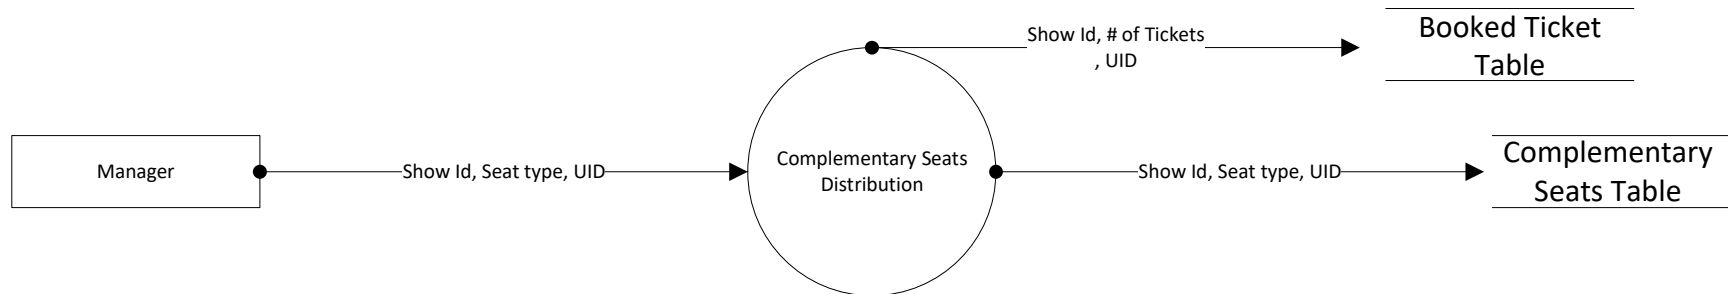 Show Id, # of Tickets
, UID
Booked Ticket
Table
Manager
Show Id, Seat type, UID
Complementary Seats
Distribution
Show Id, Seat type, UID
Complementary
Seats Table